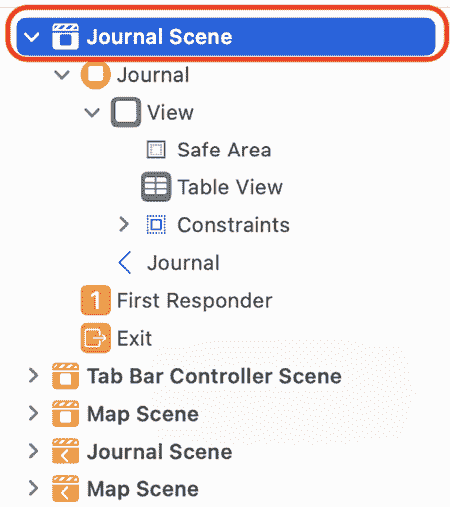 Journal Scene
Journal
View
Safe Area
Table View
Constraints
Journal
1 First Responder
Exit
Tab Bar Controller Scene
Map Scene
Journal Scene
Map Scene